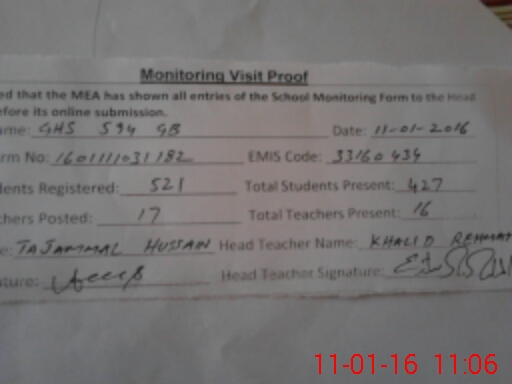 Monitoring Visit Proof
ed that the MEA has shown all entries of the School Monitoring Form to the Head
efore its online submission.
ame: GHS 594 GB Date: 11-01-2016
rm No: 1601111031182 EMIS Code: 33160434
dents Registered: 521 Total Students Present: 427
chers Posted: 17 Total Teachers Present: 16
e: TAJAMMAL HUSSAIN Head Teacher Name: KHALID REHMAN
ature: Head Teacher Signature:
11-01-16 11:06